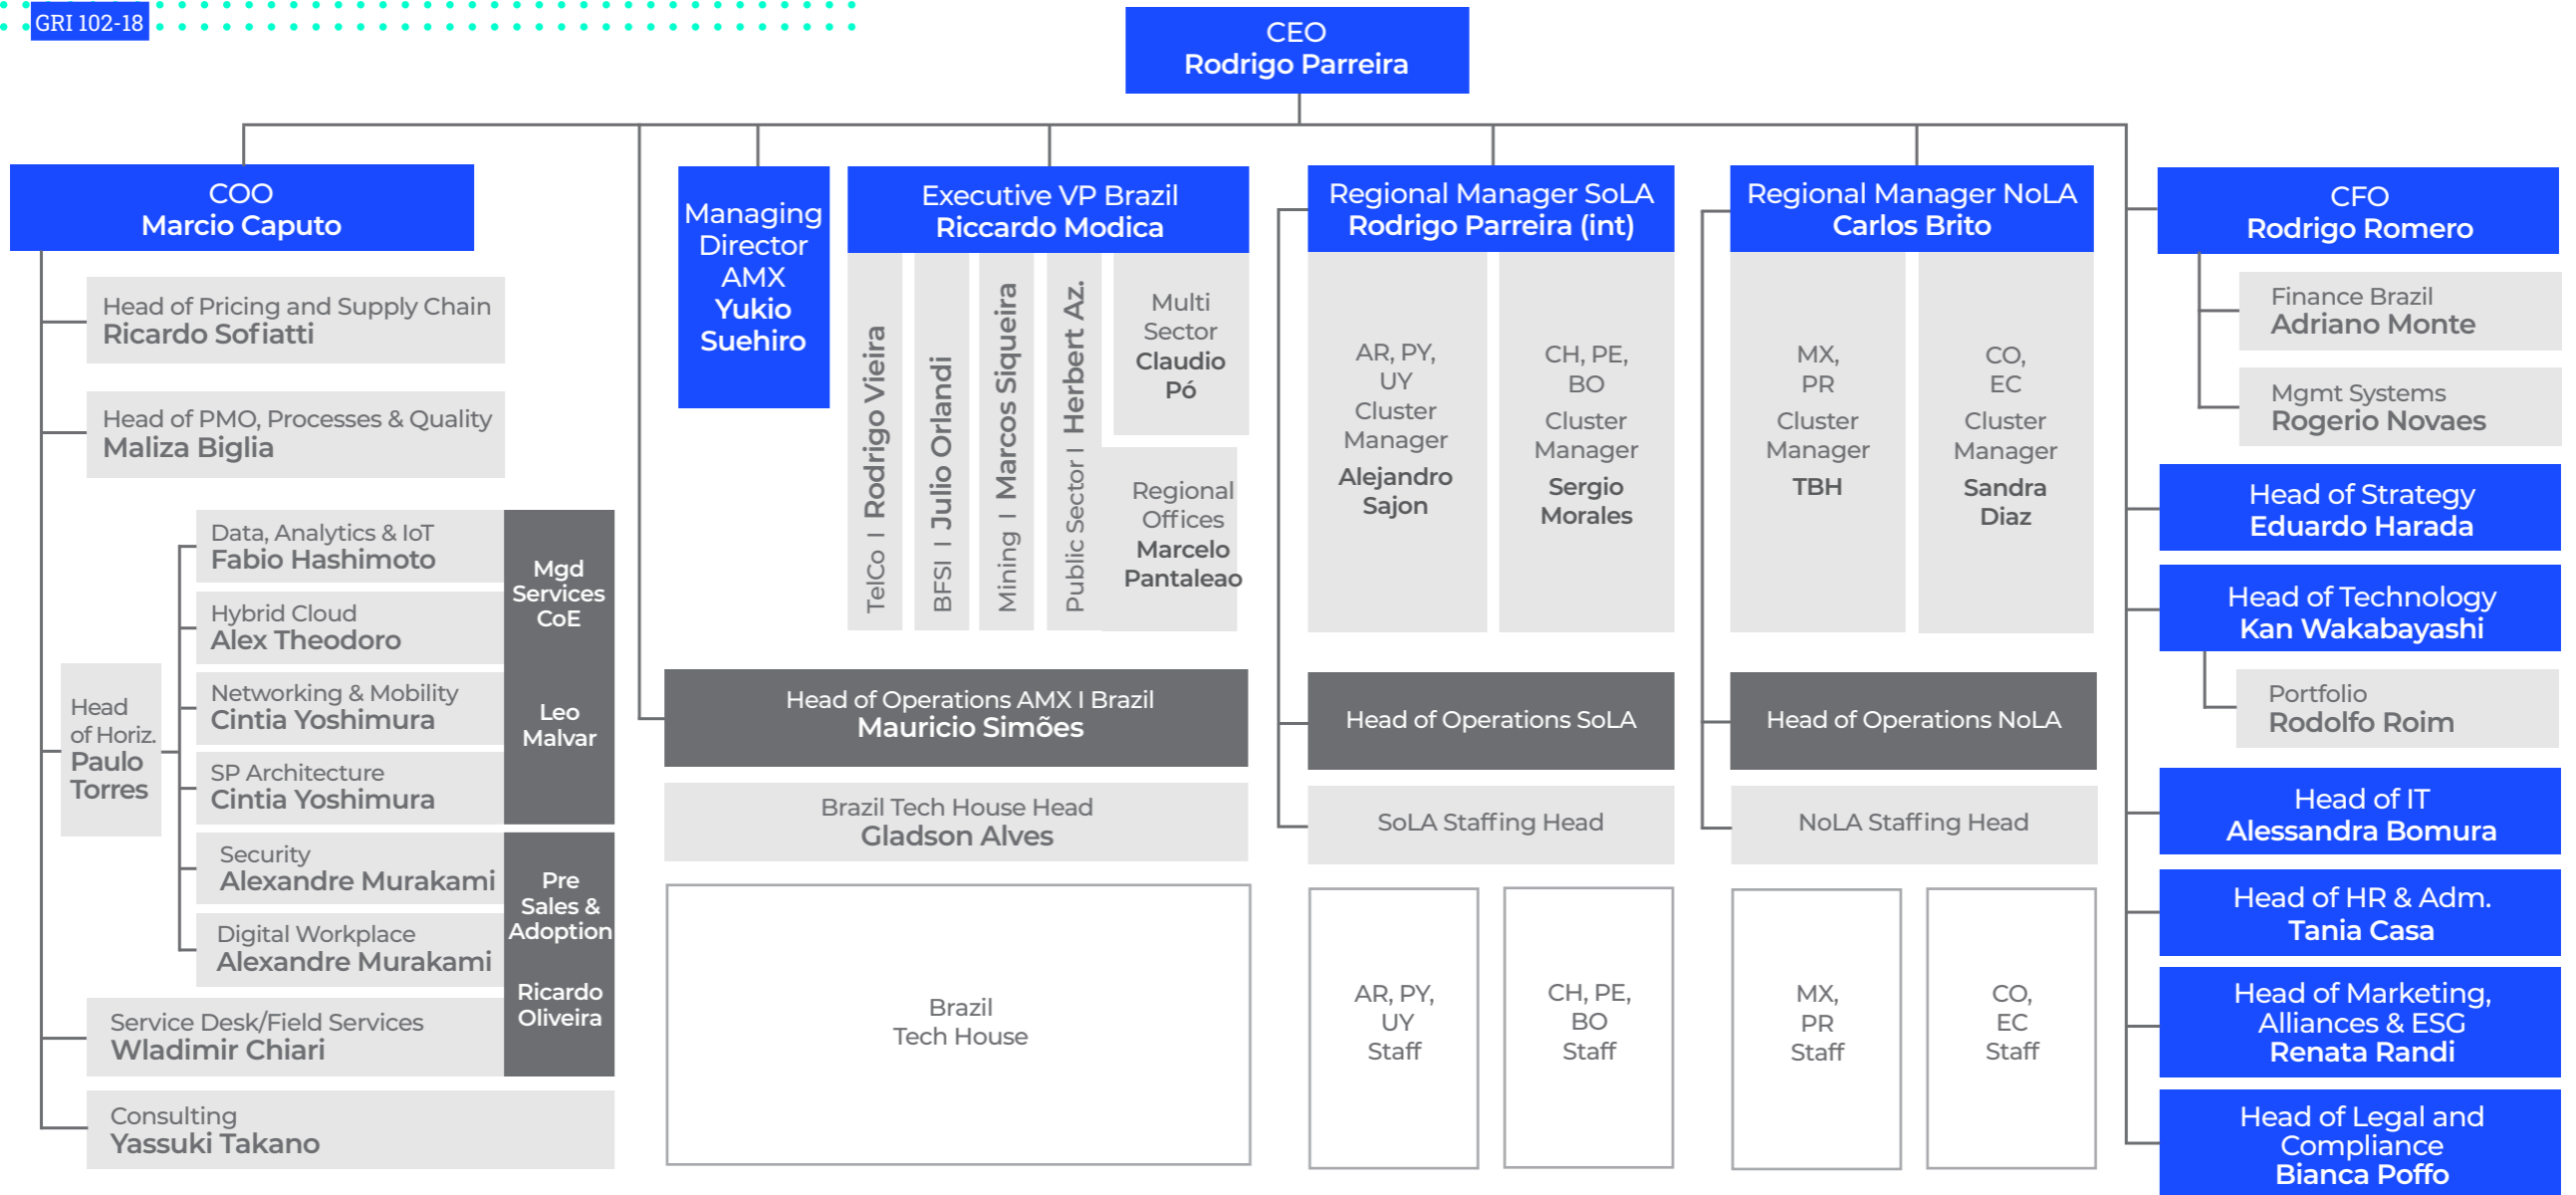 GRI 102-18
CEO
Rodrigo Parreira
COO
Marcio Caputo
Head of Pricing and Supply Chain
Ricardo Sofiatti
Head of PMO, Processes & Quality
Maliza Biglia
Head
of Horiz.
Paulo
Torres
Data, Analytics & IoT
Fabio Hashimoto
Hybrid Cloud
Alex Theodoro
Networking & Mobility
Cintia Yoshimura
SP Architecture
Cintia Yoshimura
Security
Alexandre Murakami
Digital Workplace
Alexandre Murakami
Mgd
Services
CoE
Leo
Malvar
Pre
Sales &
Adoption
Ricardo
Oliveira
Service Desk/Field Services
Wladimir Chiari
Consulting
Yassuki Takano
Managing
Director
AMX
Yukio
Suehiro
Executive VP Brazil
Riccardo Modica
TelCo I Rodrigo Vieira
BFSI I Julio Orlandi
Mining I Marcos Siqueira
Public Sector I Herbert Az.
Multi
Sector
Claudio
Pó
Regional
Offices
Marcelo
Pantaleao
Head of Operations AMX I Brazil
Mauricio Simões
Brazil Tech House Head
Gladson Alves
Brazil
Tech House
Regional Manager SoLA
Rodrigo Parreira (int)
AR, PY,
UY
Cluster
Manager
Alejandro
Sajon
CH, PE,
BO
Cluster
Manager
Sergio
Morales
Head of Operations SoLA
SoLA Staffing Head
AR, PY,
UY
Staff
CH, PE,
BO
Staff
Regional Manager NoLA
Carlos Brito
MX,
PR
Cluster
Manager
TBH
CO,
EC
Cluster
Manager
Sandra
Diaz
Head of Operations NoLA
NoLA Staffing Head
MX,
PR
Staff
CO,
EC
Staff
CFO
Rodrigo Romero
Finance Brazil
Adriano Monte
Mgmt Systems
Rogerio Novaes
Head of Strategy
Eduardo Harada
Head of Technology
Kan Wakabayashi
Portfolio
Rodolfo Roim
Head of IT
Alessandra Bomura
Head of HR & Adm.
Tania Casa
Head of Marketing,
Alliances & ESG
Renata Randi
Head of Legal and
Compliance
Bianca Poffo